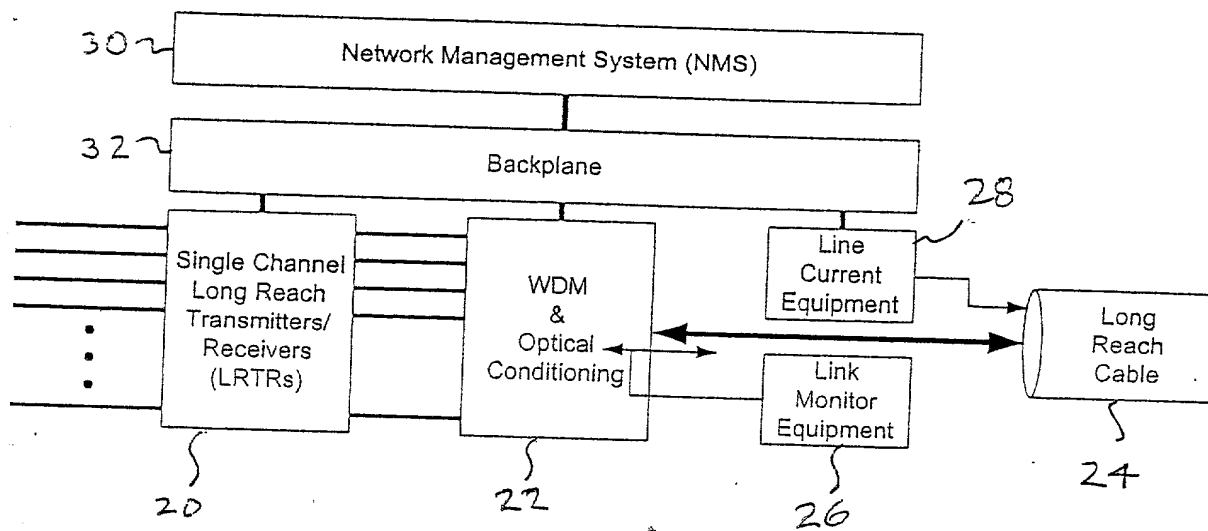 30
Network Management System (NMS)
32
Backplane
28
Single Channel
Long Reach
Transmitters/
Receivers
(LRTRs)
WDM
&
Optical
Conditioning
Line
Current
Equipment
Link
Monitor
Equipment
Long
Reach
Cable
20
22
26
24